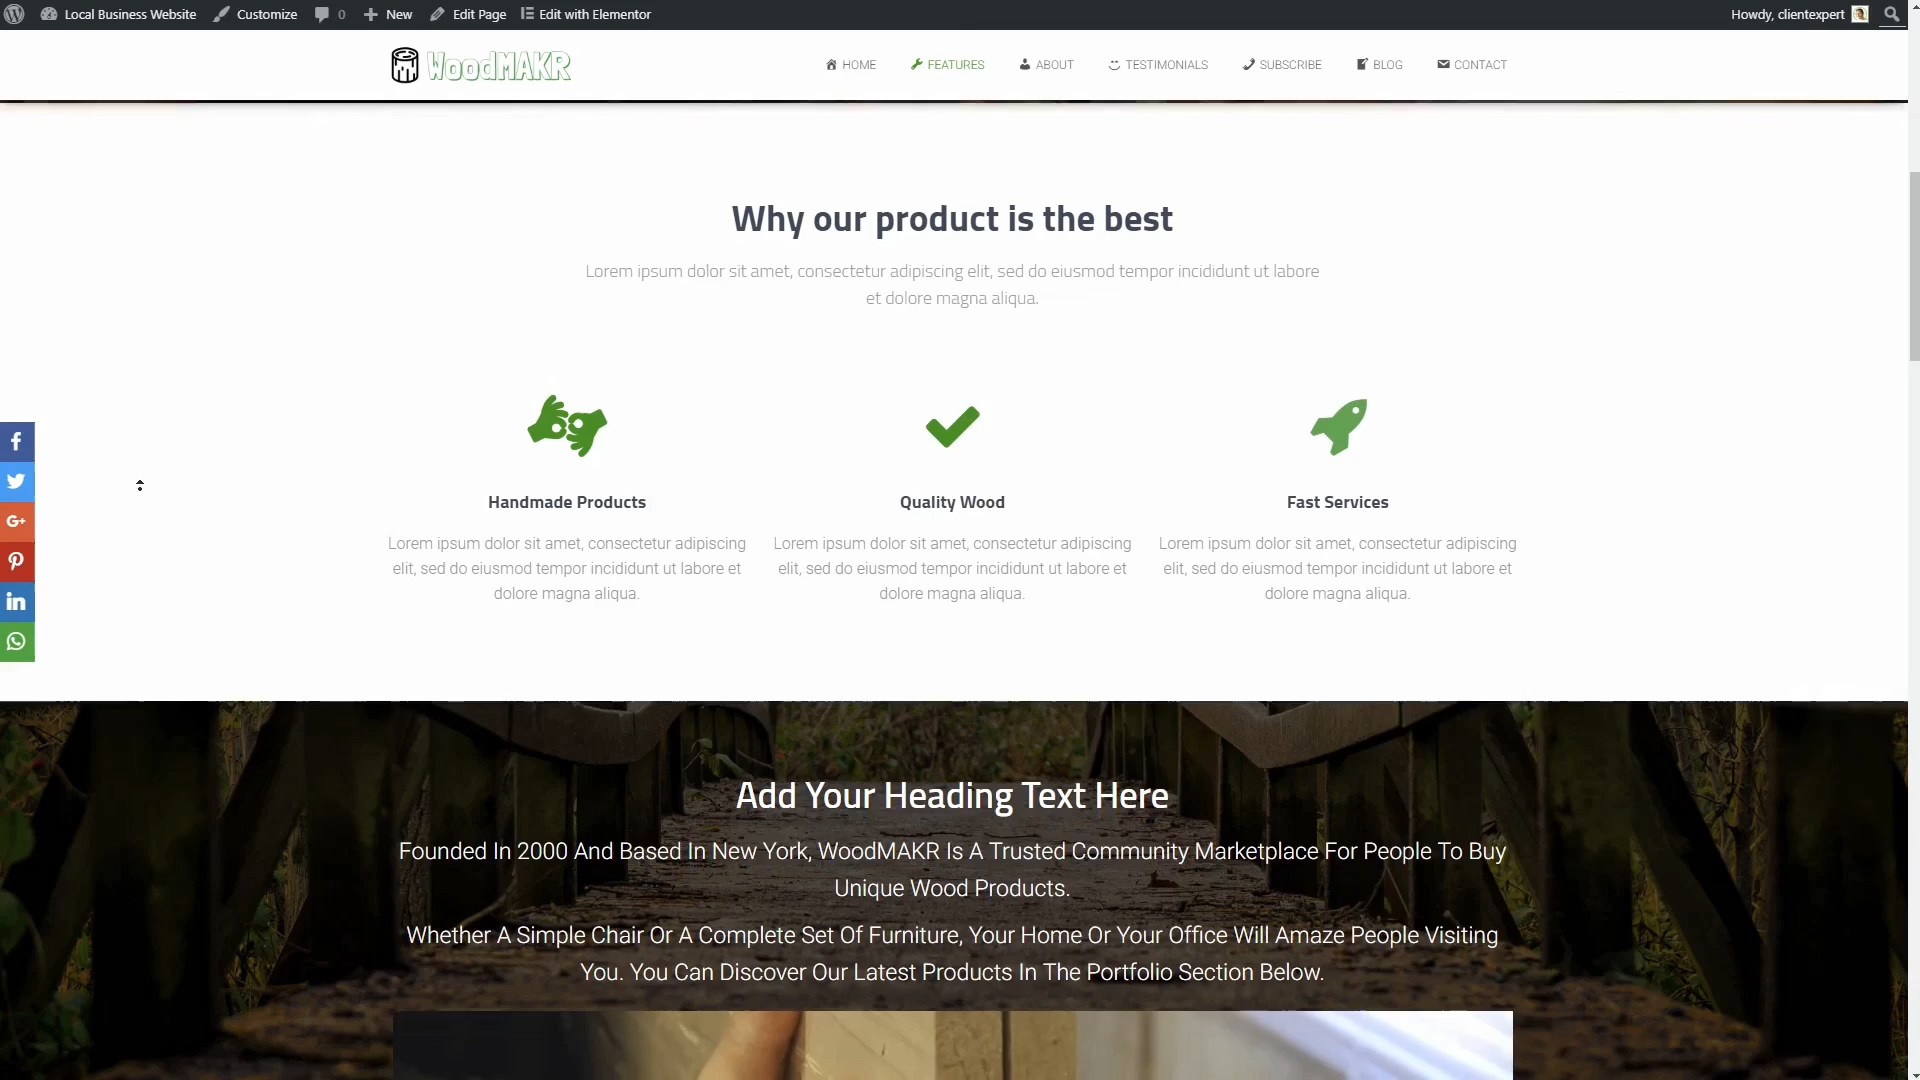 Local Business Website Customize 0 New Edit Page Edit with Elementor Howdy, clientexpert
WoodMAKR HOME FEATURES ABOUT TESTIMONIALS SUBSCRIBE BLOG CONTACT
Why our product is the best
Lorem ipsum dolor sit amet, consectetur adipiscing elit, sed do eiusmod tempor incididunt ut labore
et dolore magna aliqua.
Handmade Products
Lorem ipsum dolor sit amet, consectetur adipiscing
elit, sed do eiusmod tempor incididunt ut labore et
dolore magna aliqua.
Quality Wood
Lorem ipsum dolor sit amet, consectetur adipiscing
elit, sed do eiusmod tempor incididunt ut labore et
dolore magna aliqua.
Fast Services
Lorem ipsum dolor sit amet, consectetur adipiscing
elit, sed do eiusmod tempor incididunt ut labore et
dolore magna aliqua.
Add Your Heading Text Here
Founded In 2000 And Based In New York, WoodMAKR Is A Trusted Community Marketplace For People To Buy
Unique Wood Products.
Whether A Simple Chair Or A Complete Set Of Furniture, Your Home Or Your Office Will Amaze People Visiting
You. You Can Discover Our Latest Products In The Portfolio Section Below.